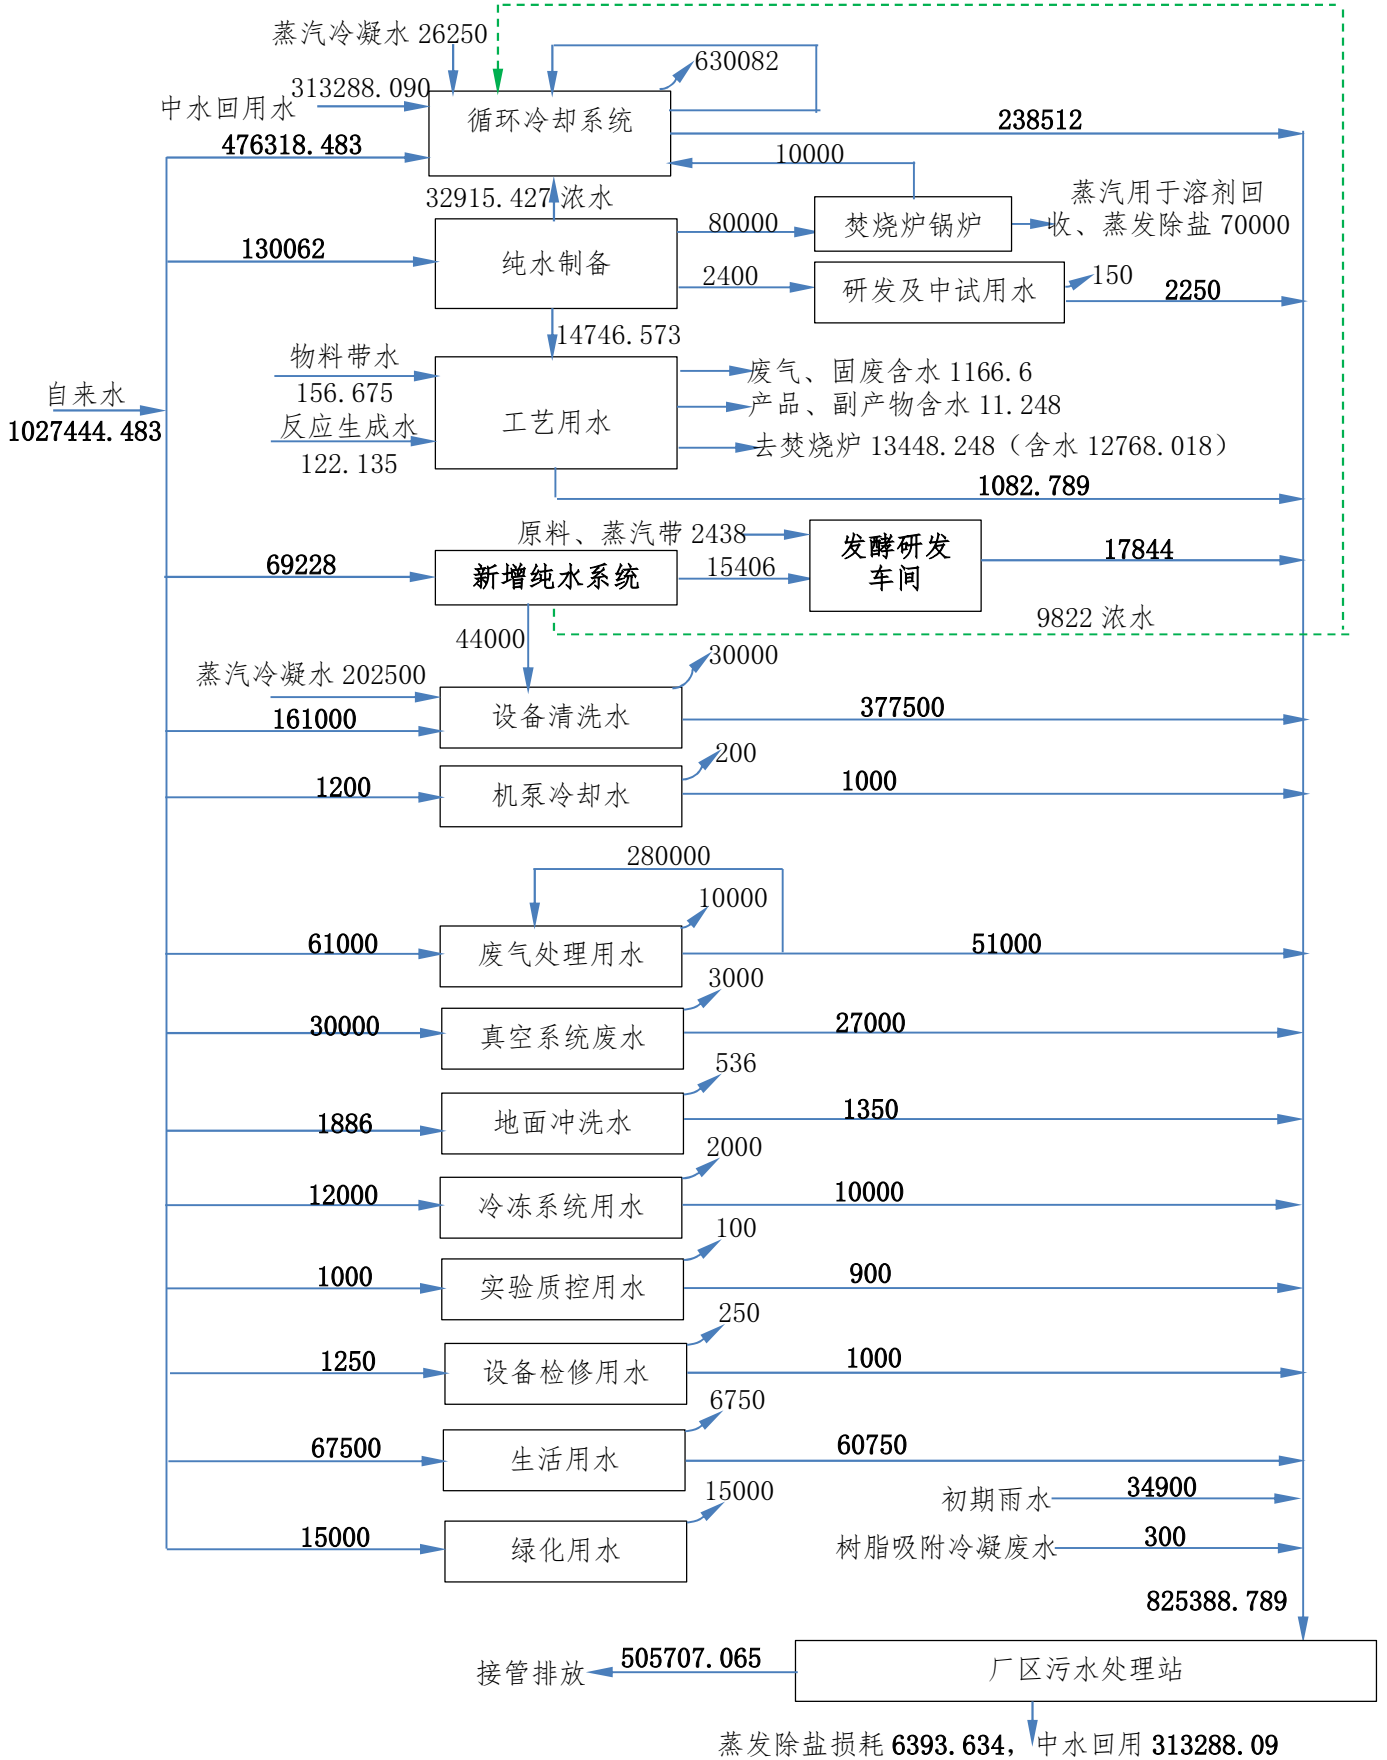 蒸汽冷凝水 26250
630082
313288.090
中水回用水
循环冷却系统
238512
476318.483
10000
32915.427 浓水
蒸汽用于溶剂回
收、蒸发除盐 70000
80000
焚烧炉锅炉
130062
纯水制备
2400
研发及中试用水
150
2250
14746.573
物料带水
156.675
废气、固废含水 1166.6
自来水
1027444.483
产品、副产物含水 11.248
反应生成水
122.135
工艺用水
去焚烧炉 13448.248（含水 12768.018）
1082.789
原料、蒸汽带 2438
发酵研发
车间
17844
69228
新增纯水系统
15406
9822 浓水
44000
30000
蒸汽冷凝水 202500
161000
设备清洗水
377500
200
1200
机泵冷却水
1000
280000
10000
61000
废气处理用水
51000
3000
30000
真空系统废水
27000
536
1886
地面冲洗水
1350
2000
12000
冷冻系统用水
10000
100
1000
实验质控用水
900
250
1250
设备检修用水
1000
6750
67500
生活用水
60750
初期雨水
34900
15000
15000
绿化用水
树脂吸附冷凝废水
300
825388.789
接管排放
505707.065
厂区污水处理站
蒸发除盐损耗 6393.634，中水回用 313288.09